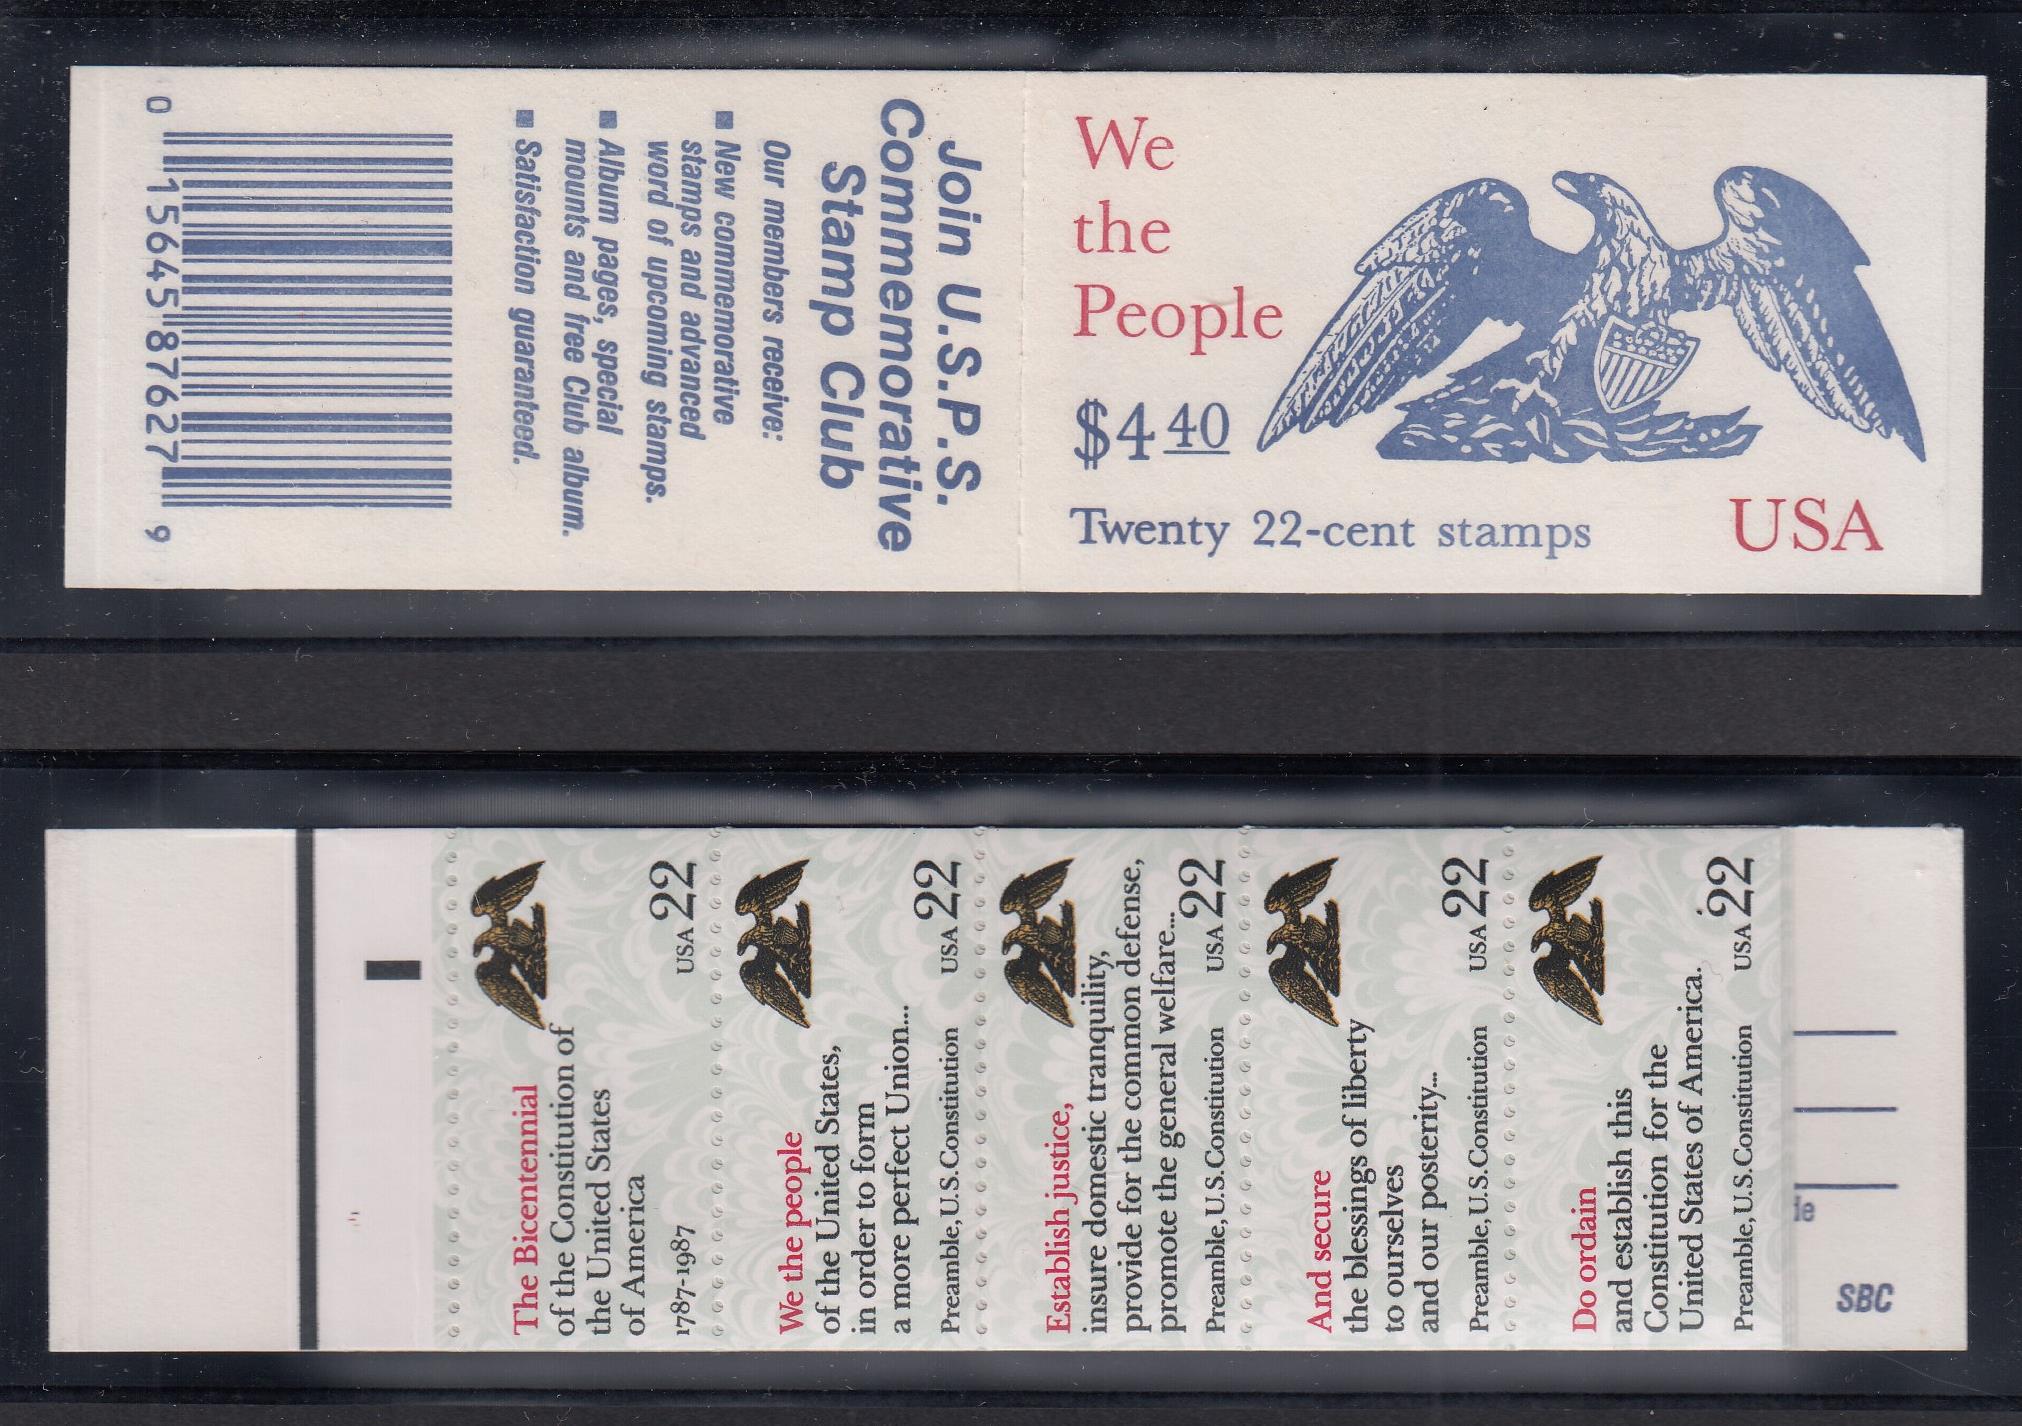 We
the
People
$4 40
Twenty 22-cent stamps
USA
Join U.S.P.S.
Commemorative
Stamp Club
Our members receive:
■ New commemorative
stamps and advanced
word of upcoming stamps.
■ Album pages, special
mounts and free Club album.
■ Satisfaction guaranteed.
0 15645 87627 9
The Bicentennial
of the Constitution of
the United States
of America
1787-1987 USA 22
We the people
of the United States,
in order to form
a more perfect Union...
Preamble, U.S. Constitution USA 22
Establish justice,
insure domestic tranquility,
provide for the common defense,
promote the general welfare...
Preamble, U.S. Constitution USA 22
And secure
the blessings of liberty
to ourselves
and our posterity...
Preamble, U.S. Constitution USA 22
Do ordain
and establish this
Constitution for the
United States of America.
Preamble, U.S. Constitution USA 22
SBC